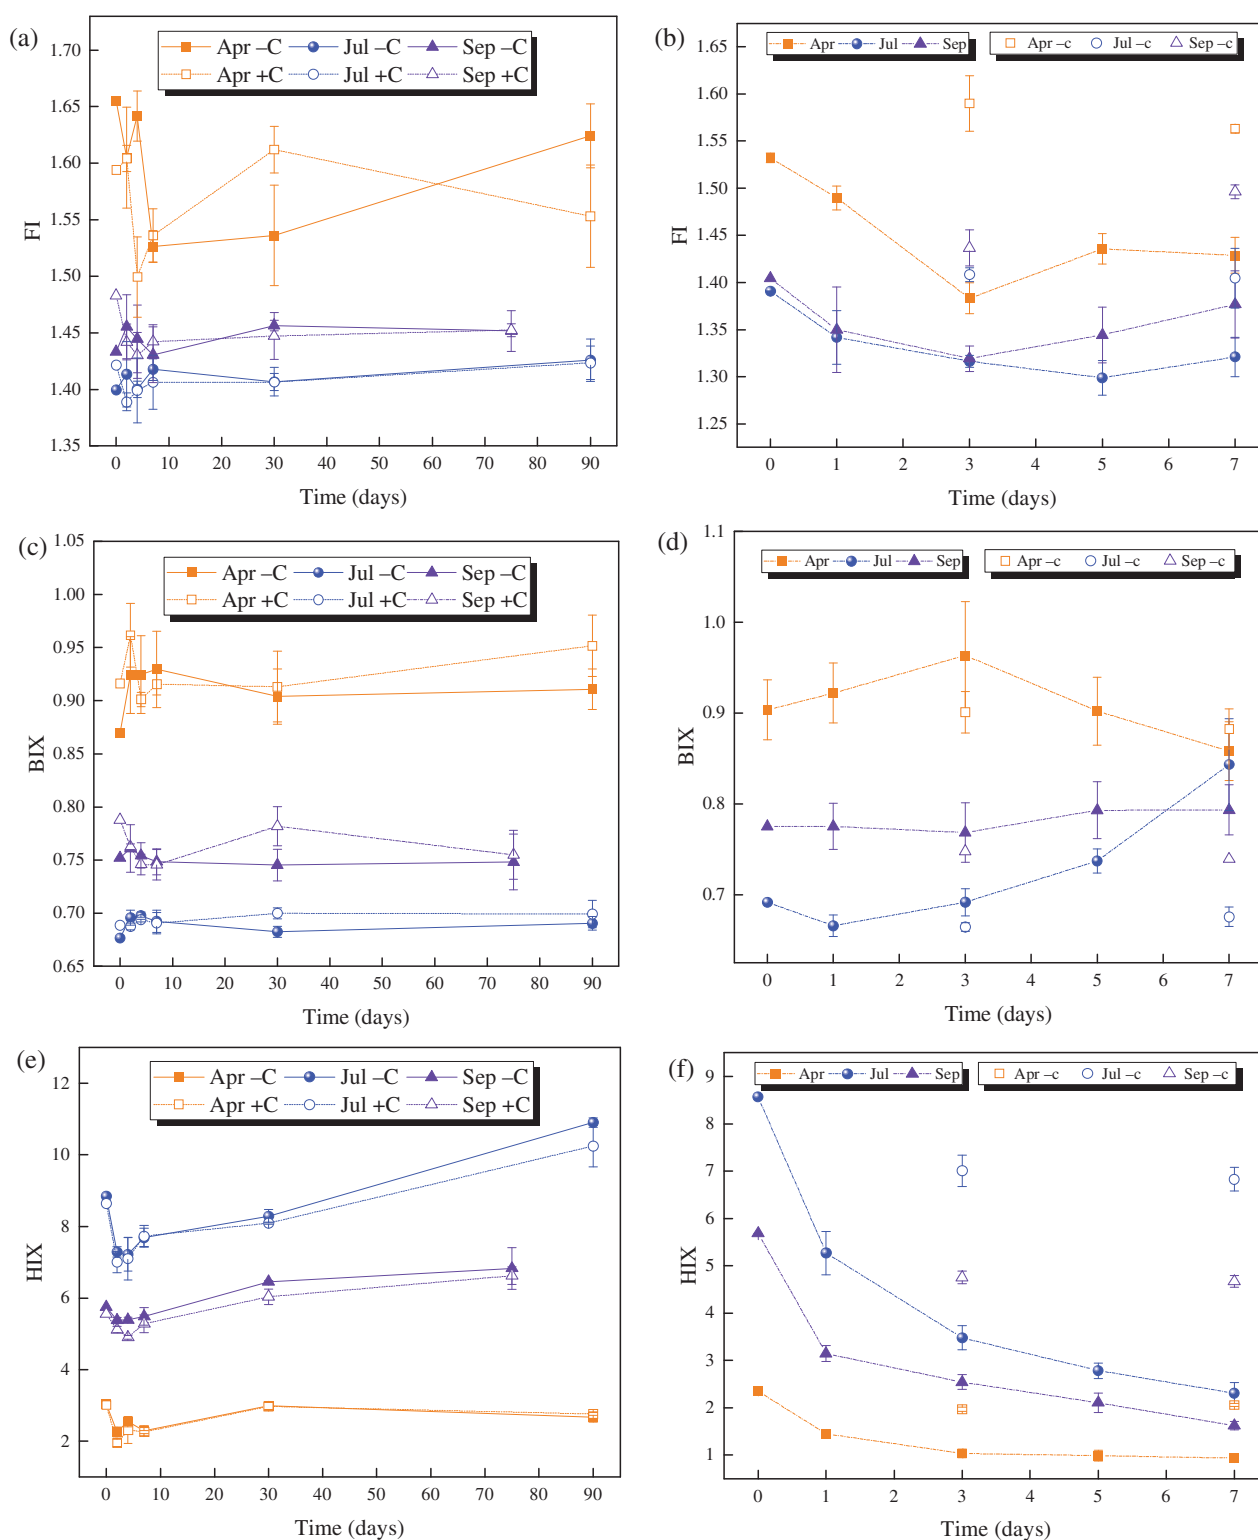 (a)
1.70
1.65
1.60
1.55
1.50
1.45
1.40
1.35
FI
Apr –C Jul –C Sep –C
Apr +C Jul +C Sep +C
0 10 20 30 40 50 60 70 80 90
Time (days)
(b)
1.65
1.60
1.55
1.50
1.45
1.40
1.35
1.30
1.25
FI
Apr Jul Sep
Apr –c Jul –c Sep –c
0 1 2 3 4 5 6 7
Time (days)
(c)
1.05
1.00
0.95
0.90
0.85
0.80
0.75
0.70
0.65
BIX
Apr –C Jul –C Sep –C
Apr +C Jul +C Sep +C
0 10 20 30 40 50 60 70 80 90
Time (days)
(d)
1.1
1.0
0.9
0.8
0.7
BIX
Apr Jul Sep
Apr –c Jul –c Sep –c
0 1 2 3 4 5 6 7
Time (days)
(e)
12
10
8
6
4
2
HIX
Apr –C Jul –C Sep –C
Apr +C Jul +C Sep +C
0 10 20 30 40 50 60 70 80 90
Time (days)
(f)
9
8
7
6
5
4
3
2
1
HIX
Apr Jul Sep
Apr –c Jul –c Sep –c
0 1 2 3 4 5 6 7
Time (days)